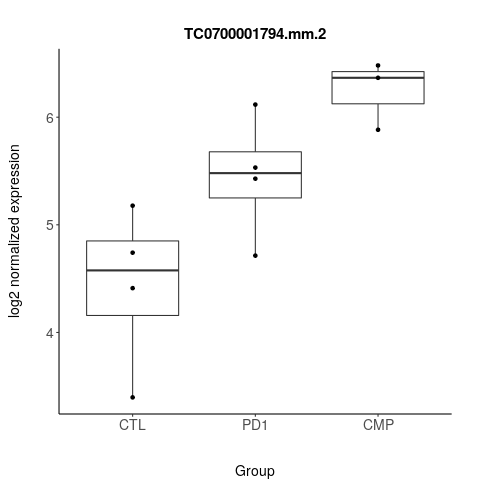 TC0700001794.mm.2
log2 normalized expression
6
5
4
CTL PD1 CMP
Group